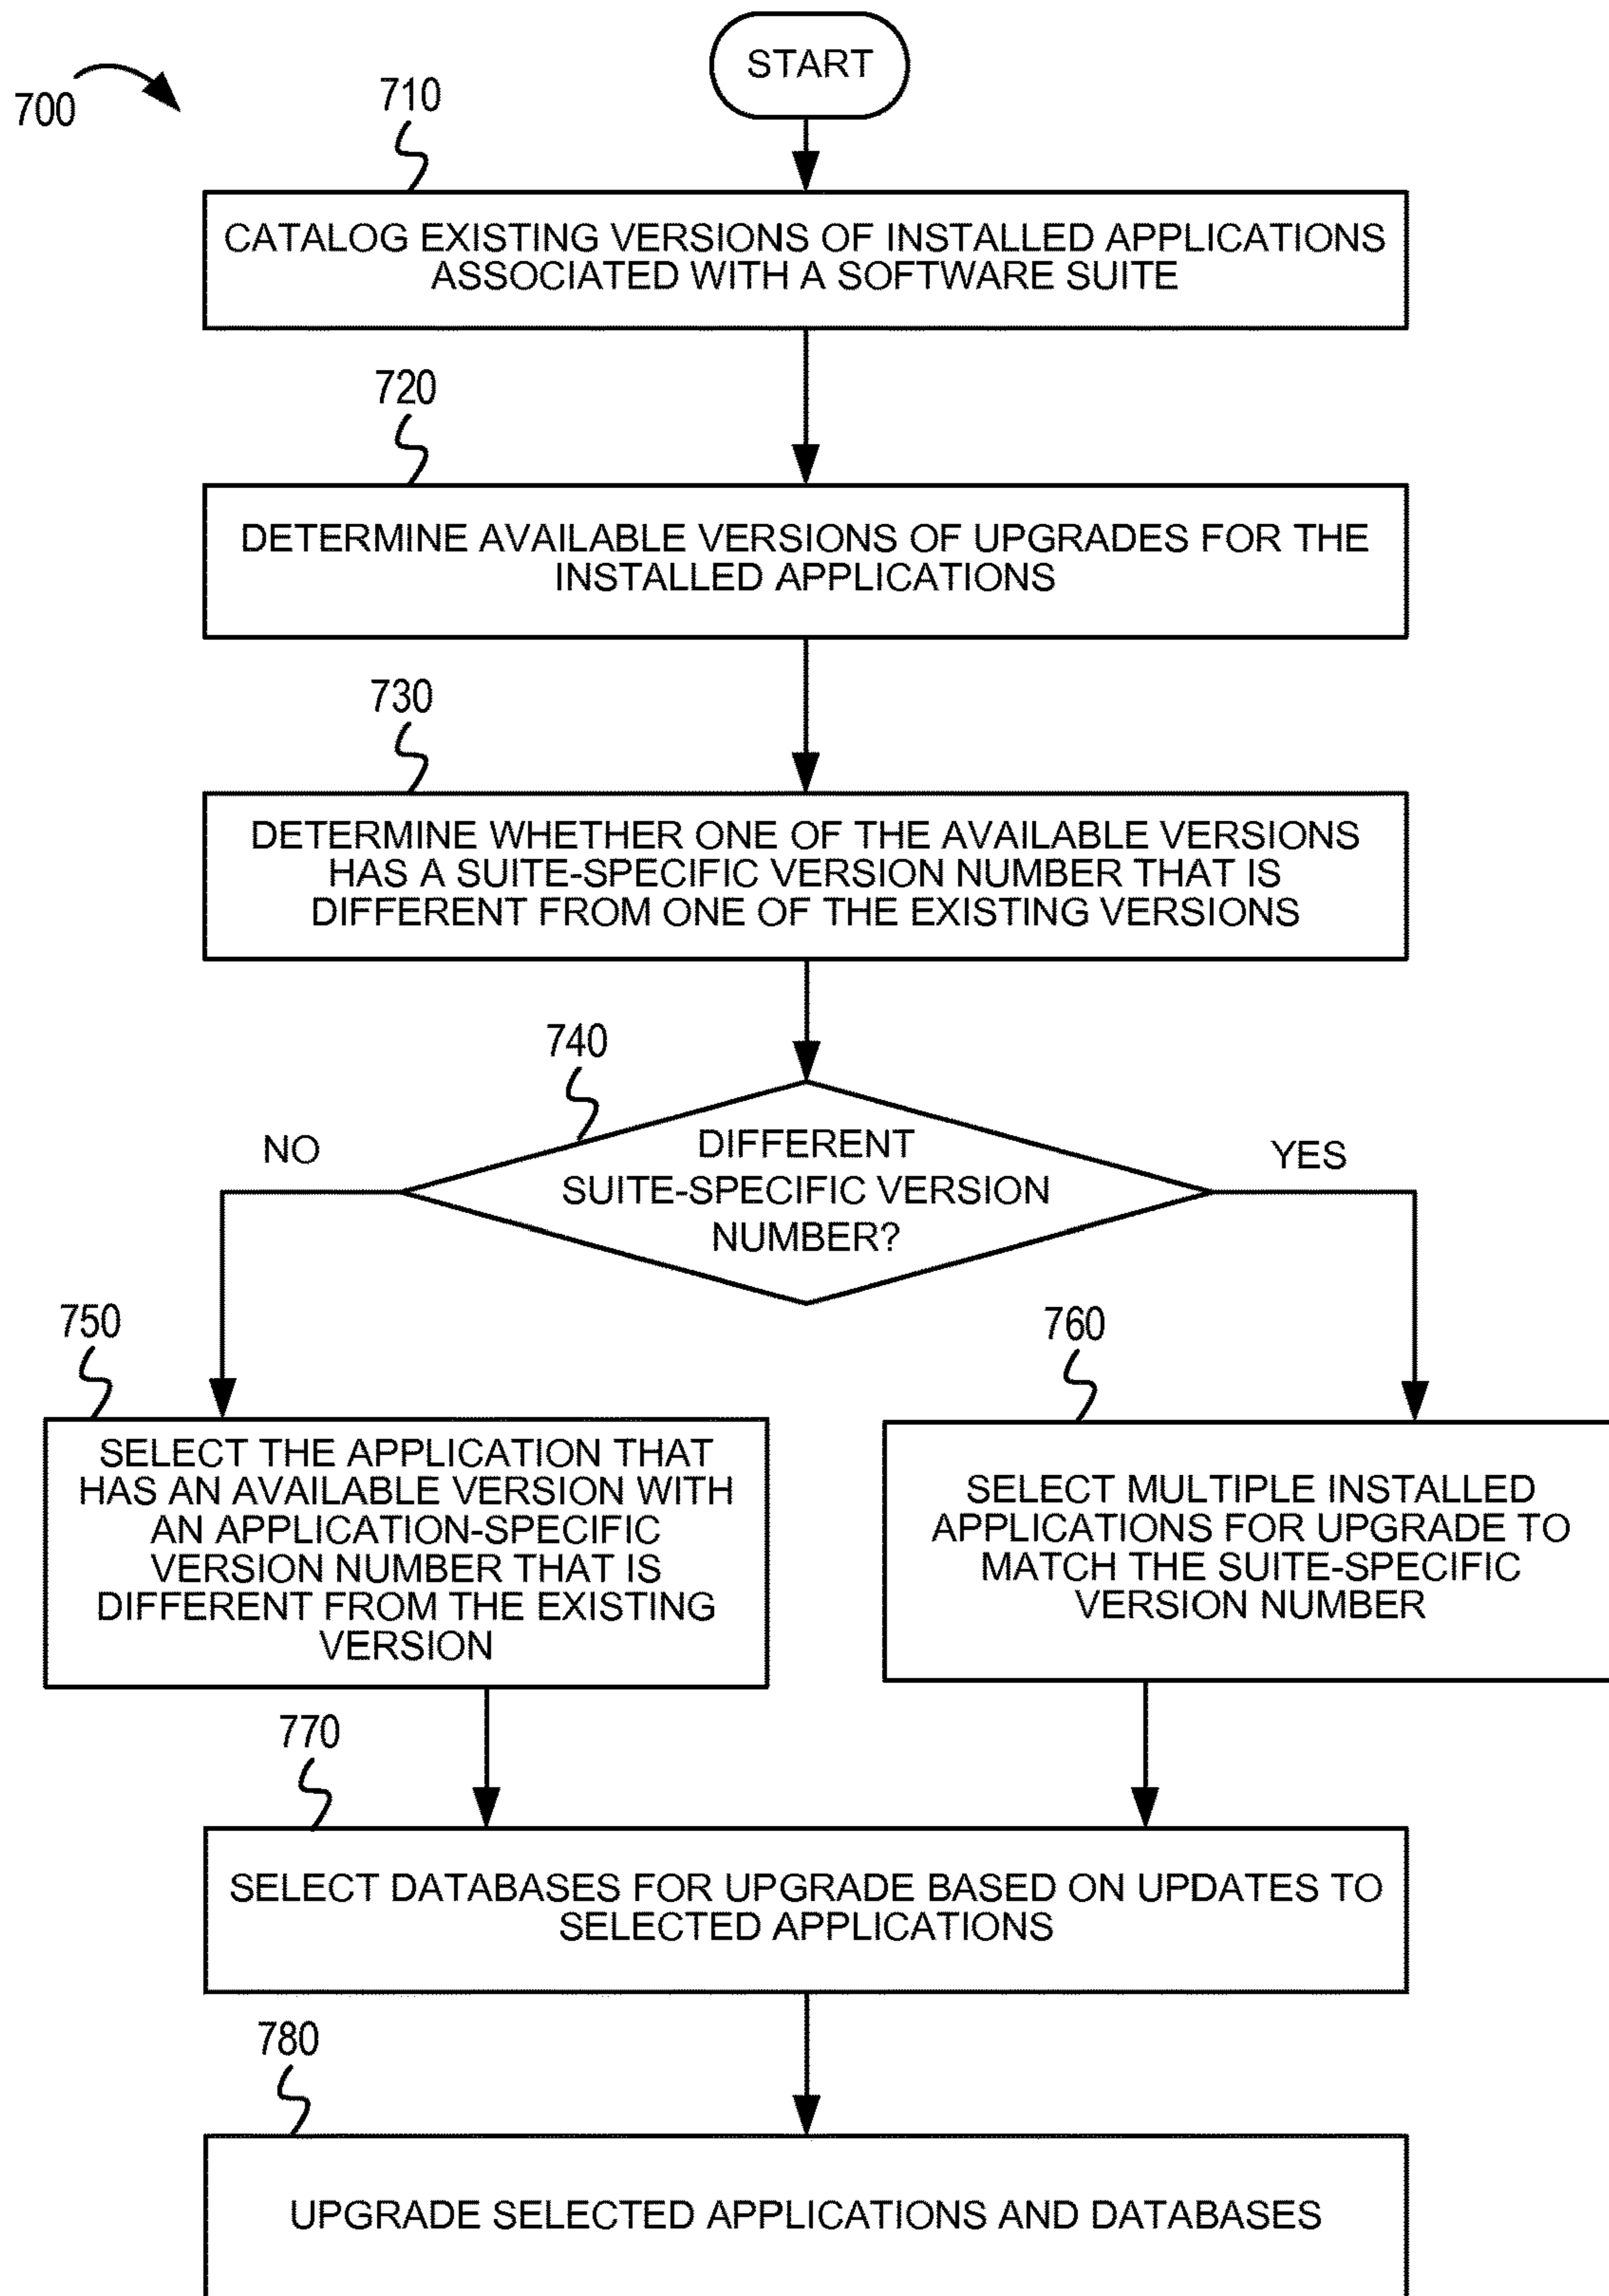 START
700
710
CATALOG EXISTING VERSIONS OF INSTALLED APPLICATIONS
ASSOCIATED WITH A SOFTWARE SUITE
720
DETERMINE AVAILABLE VERSIONS OF UPGRADES FOR THE
INSTALLED APPLICATIONS
730
DETERMINE WHETHER ONE OF THE AVAILABLE VERSIONS
HAS A SUITE-SPECIFIC VERSION NUMBER THAT IS
DIFFERENT FROM ONE OF THE EXISTING VERSIONS
740
DIFFERENT
SUITE-SPECIFIC VERSION
NUMBER?
NO
YES
750
SELECT THE APPLICATION THAT
HAS AN AVAILABLE VERSION WITH
AN APPLICATION-SPECIFIC
VERSION NUMBER THAT IS
DIFFERENT FROM THE EXISTING
VERSION
760
SELECT MULTIPLE INSTALLED
APPLICATIONS FOR UPGRADE TO
MATCH THE SUITE-SPECIFIC
VERSION NUMBER
770
SELECT DATABASES FOR UPGRADE BASED ON UPDATES TO
SELECTED APPLICATIONS
780
UPGRADE SELECTED APPLICATIONS AND DATABASES